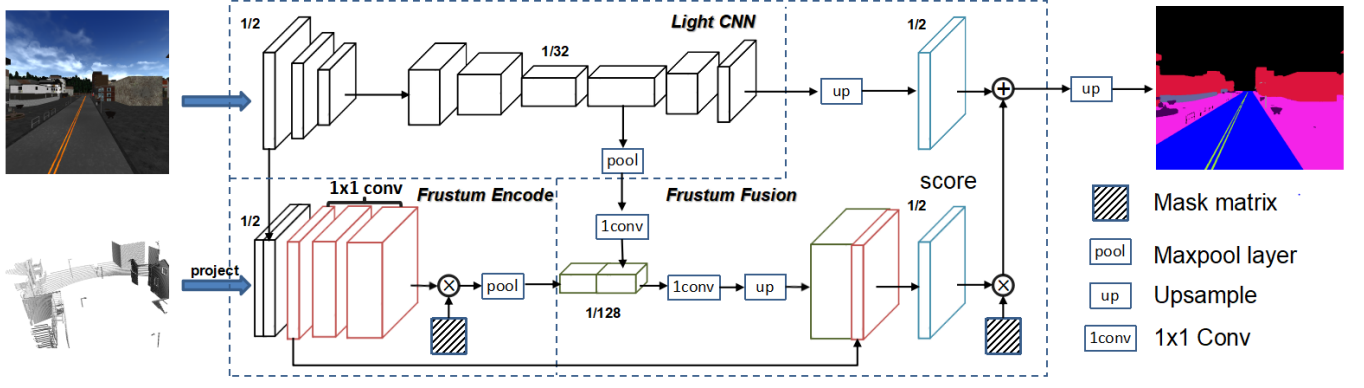 1/2
Light CNN
1/32
1/2
up
up
pool
1x1 conv
Frustum Encode
Frustum Fusion
score
1/2
1/2
1conv
project
pool
1conv
up
1/128
Mask matrix
pool
Maxpool layer
up
Upsample
1conv
1x1 Conv